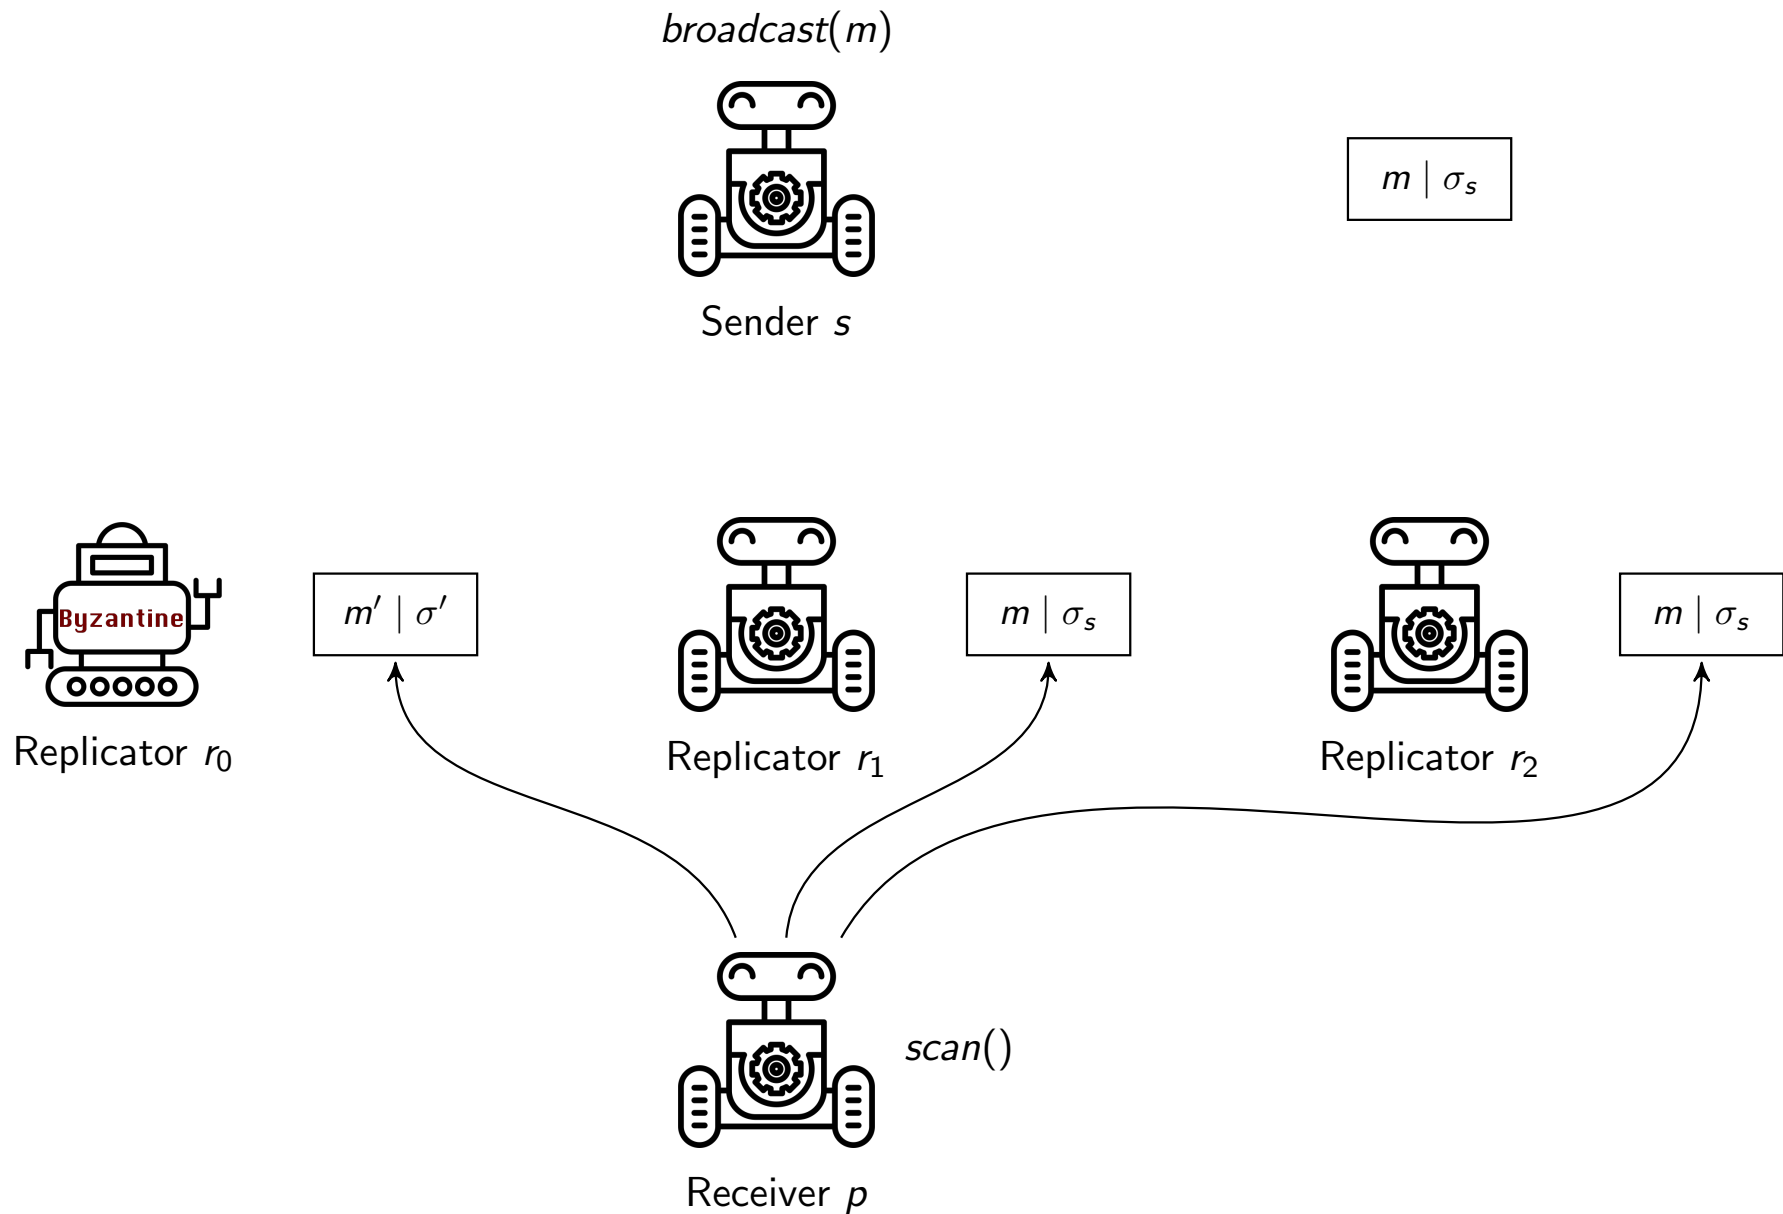 broadcast(m)
m | σs
Sender s
Byzantine
m′ | σ′
m | σs
m | σs
Replicator r0
Replicator r1
Replicator r2
scan()
Receiver p